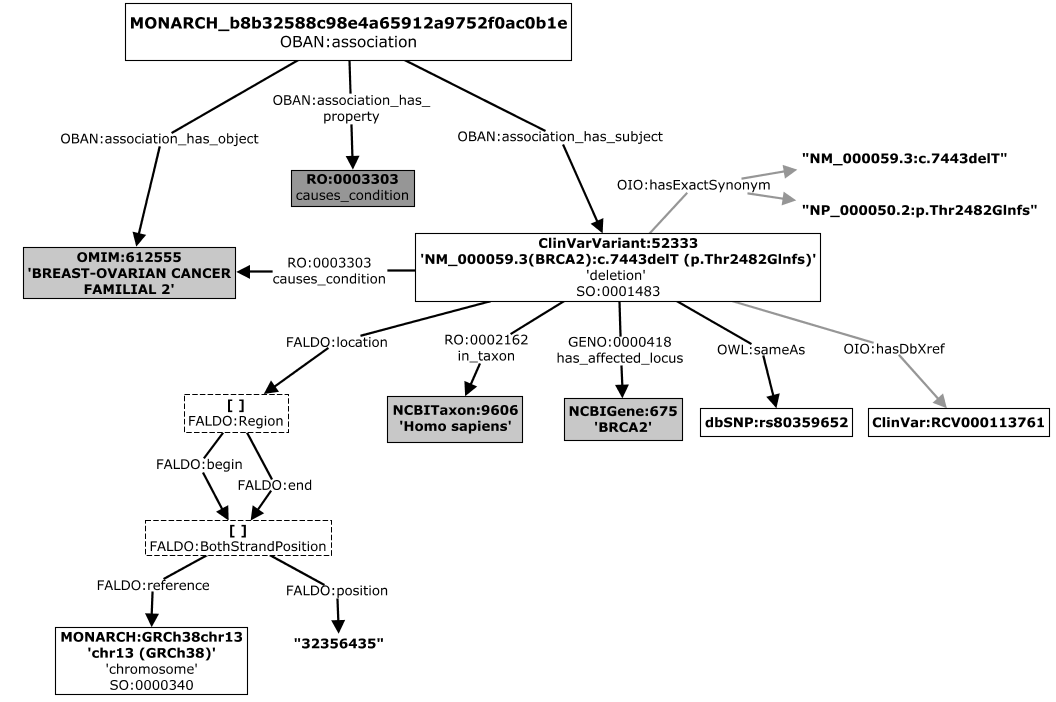 MONARCH_b8b32588c98e4a65912a9752f0ac0b1e
OBAN:association
OBAN:association_has_object
OBAN:association_has_
property
OBAN:association_has_subject
RO:0003303
causes_condition
OIO:hasExactSynonym
"NM_000059.3:c.7443delT"
"NP_000050.2:p.Thr2482Glnfs"
OMIM:612555
'BREAST-OVARIAN CANCER
FAMILIAL 2'
RO:0003303
causes_condition
ClinVarVariant:52333
'NM_000059.3(BRCA2):c.7443delT (p.Thr2482Glnfs)'
'deletion'
SO:0001483
FALDO:location
RO:0002162
in_taxon
GENO:0000418
has_affected_locus
OWL:sameAs
OIO:hasDbXref
[ ]
FALDO:Region
NCBITaxon:9606
'Homo sapiens'
NCBIGene:675
'BRCA2'
dbSNP:rs80359652
ClinVar:RCV000113761
FALDO:begin
FALDO:end
[ ]
FALDO:BothStrandPosition
FALDO:reference
FALDO:position
MONARCH:GRCh38chr13
'chr13 (GRCh38)'
'chromosome'
SO:0000340
"32356435"